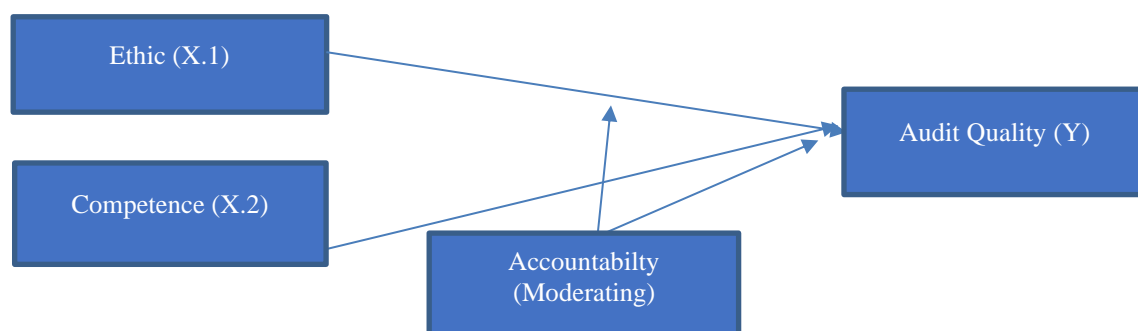 Ethic (X.1)
Audit Quality (Y)
Competence (X.2)
Accountabilty
(Moderating)